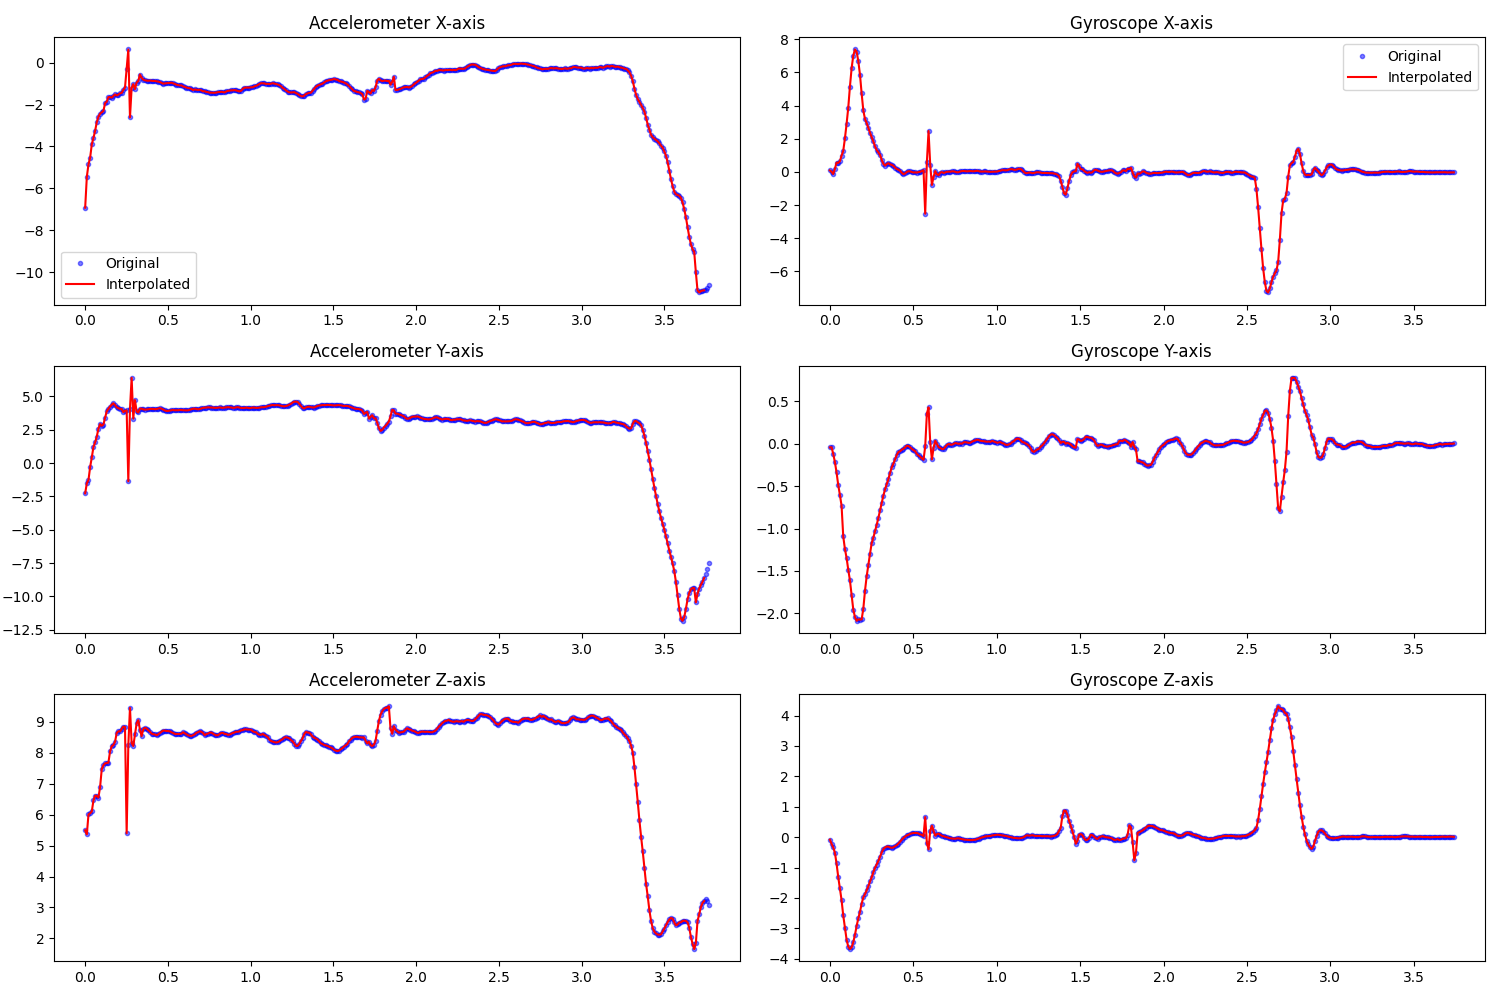 Accelerometer X-axis
0
−2
−4
−6
−8
−10
Original
Interpolated
0.0 0.5 1.0 1.5 2.0 2.5 3.0 3.5
Gyroscope X-axis
8
6
4
2
0
−2
−4
−6
Original
Interpolated
0.0 0.5 1.0 1.5 2.0 2.5 3.0 3.5
Accelerometer Y-axis
5.0
2.5
0.0
−2.5
−5.0
−7.5
−10.0
−12.5
0.0 0.5 1.0 1.5 2.0 2.5 3.0 3.5
Gyroscope Y-axis
0.5
0.0
−0.5
−1.0
−1.5
−2.0
0.0 0.5 1.0 1.5 2.0 2.5 3.0 3.5
Accelerometer Z-axis
9
8
7
6
5
4
3
2
0.0 0.5 1.0 1.5 2.0 2.5 3.0 3.5
Gyroscope Z-axis
4
3
2
1
0
−1
−2
−3
−4
0.0 0.5 1.0 1.5 2.0 2.5 3.0 3.5